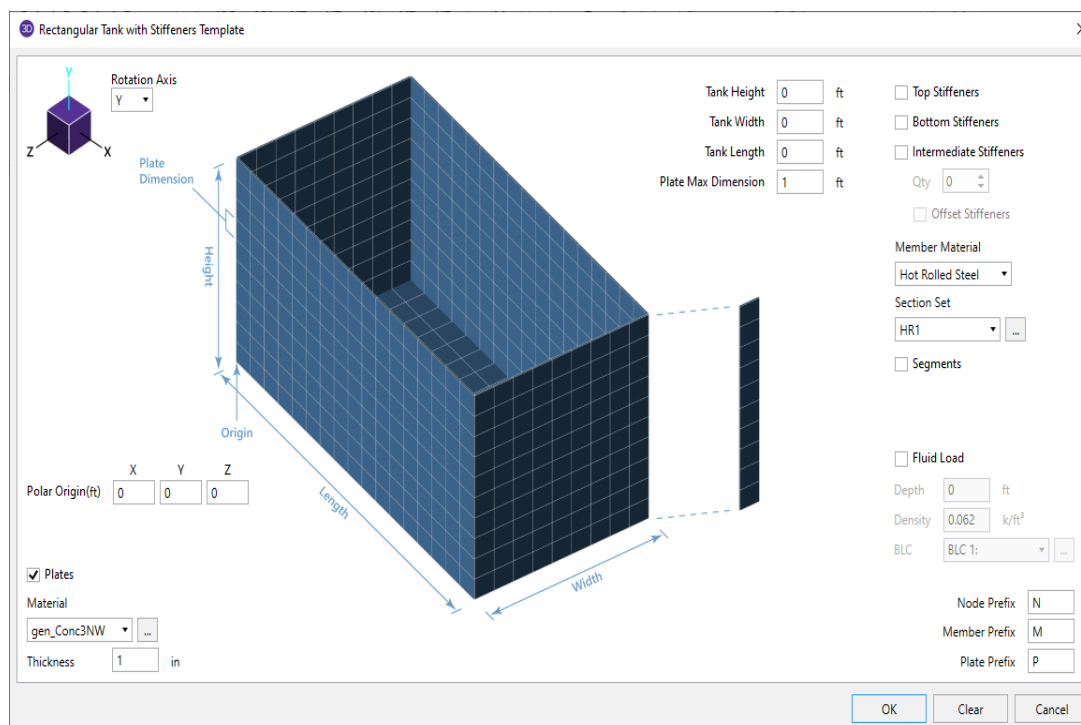 3D Rectangular Tank with Stiffeners Template
Y
Z
X
Rotation Axis
Y
Plate
Dimension
Height
Origin
Length
Width
X Y Z
Polar Origin(ft) 0 0 0
Plates
Material
gen_Conc3NW ...
Thickness 1 in
Tank Height 0 ft
Tank Width 0 ft
Tank Length 0 ft
Plate Max Dimension 1 ft
Top Stiffeners
Bottom Stiffeners
Intermediate Stiffeners
Qty 0
Offset Stiffeners
Member Material
Hot Rolled Steel
Section Set
HR1 ...
Segments
Fluid Load
Depth 0 ft
Density 0.062 k/ft³
BLC BLC 1: ...
Node Prefix N
Member Prefix M
Plate Prefix P
OK Clear Cancel